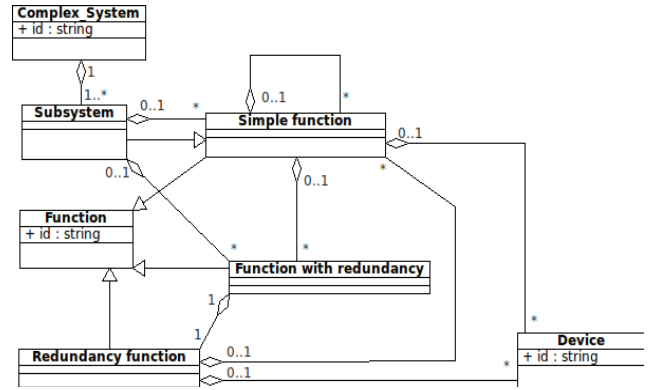 Complex_System
+ id : string
1
1..*
Subsystem
0..1
*
0..1
*
Simple function
0..1
0..1
0..1
*
Function
+ id : string
*
*
Function with redundancy
1
1
*
Device
+ id : string
Redundancy function
0..1
*
0..1